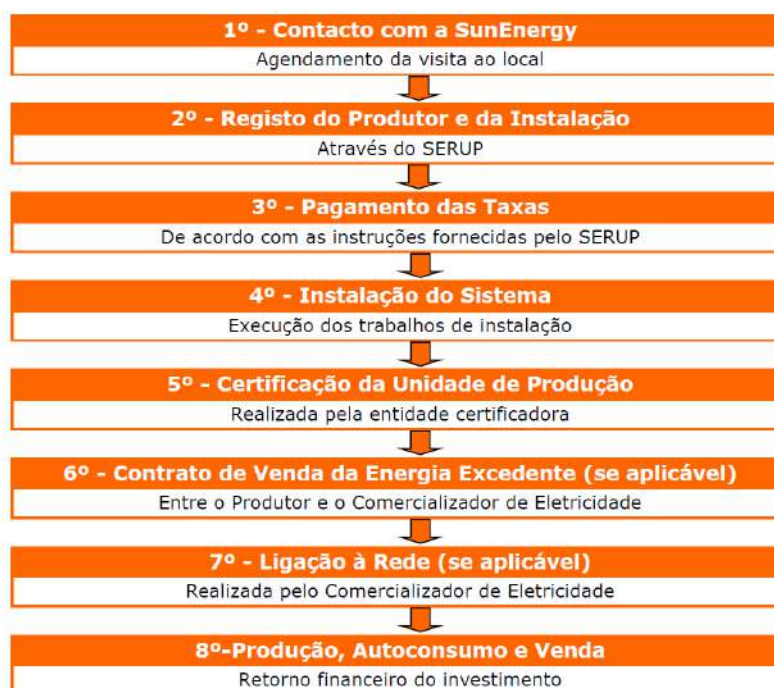 1º - Contacto com a SunEnergy
Agendamento da visita ao local
2º - Registo do Produtor e da Instalação
Através do SERUP
3º - Pagamento das Taxas
De acordo com as instruções fornecidas pelo SERUP
4º - Instalação do Sistema
Execução dos trabalhos de instalação
5º - Certificação da Unidade de Produção
Realizada pela entidade certificadora
6º - Contrato de Venda da Energia Excedente (se aplicável)
Entre o Produtor e o Comercializador de Eletricidade
7º - Ligação à Rede (se aplicável)
Realizada pelo Comercializador de Eletricidade
8º-Produção, Autoconsumo e Venda
Retorno financeiro do investimento